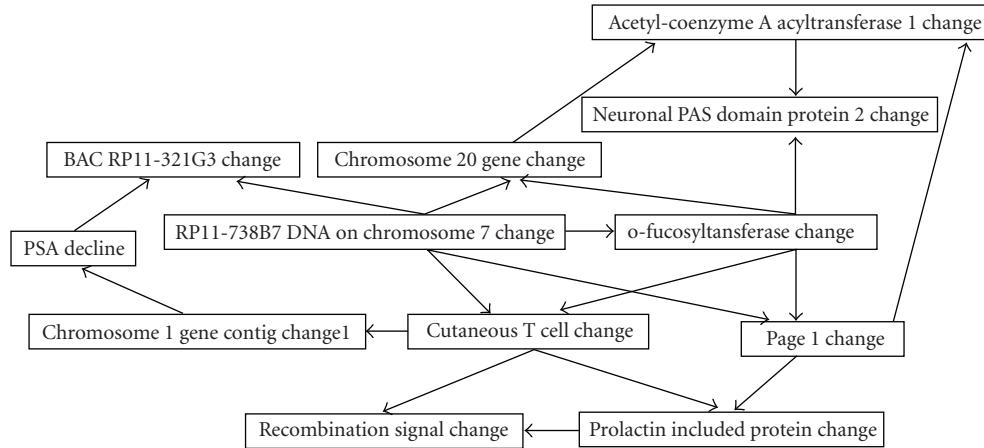 Acetyl-coenzyme A acyltransferase 1 change
Neuronal PAS domain protein 2 change
BAC RP11-321G3 change
Chromosome 20 gene change
RP11-738B7 DNA on chromosome 7 change
o-fucosyltansferase change
PSA decline
Chromosome 1 gene contig change1
Cutaneous T cell change
Page 1 change
Recombination signal change
Prolactin included protein change